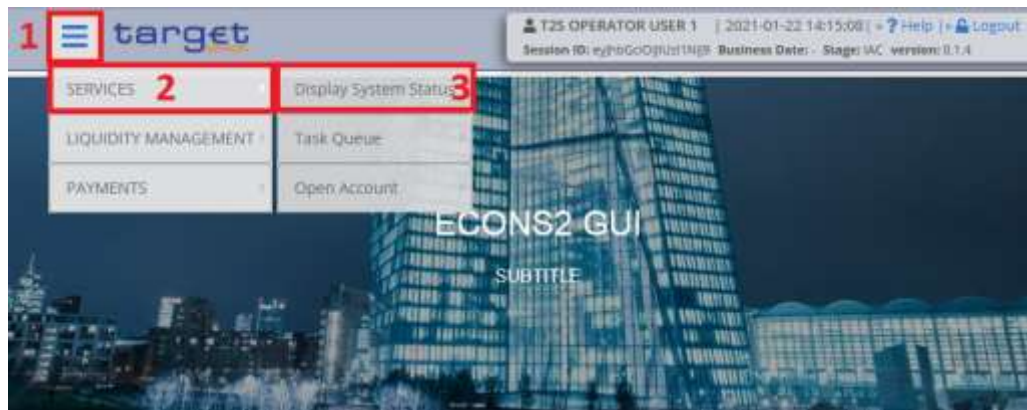 1 target T2S OPERATOR USER 1 | 2021-01-22 14:15:08 | » ? Help | » Logout
Session ID: Business Date: - Stage: IAC version: 0.1.4
SERVICES 2 Display System Status 3
LIQUIDITY MANAGEMENT Task Queue
PAYMENTS Open Account
ECONS2 GUI
SUBTITLE